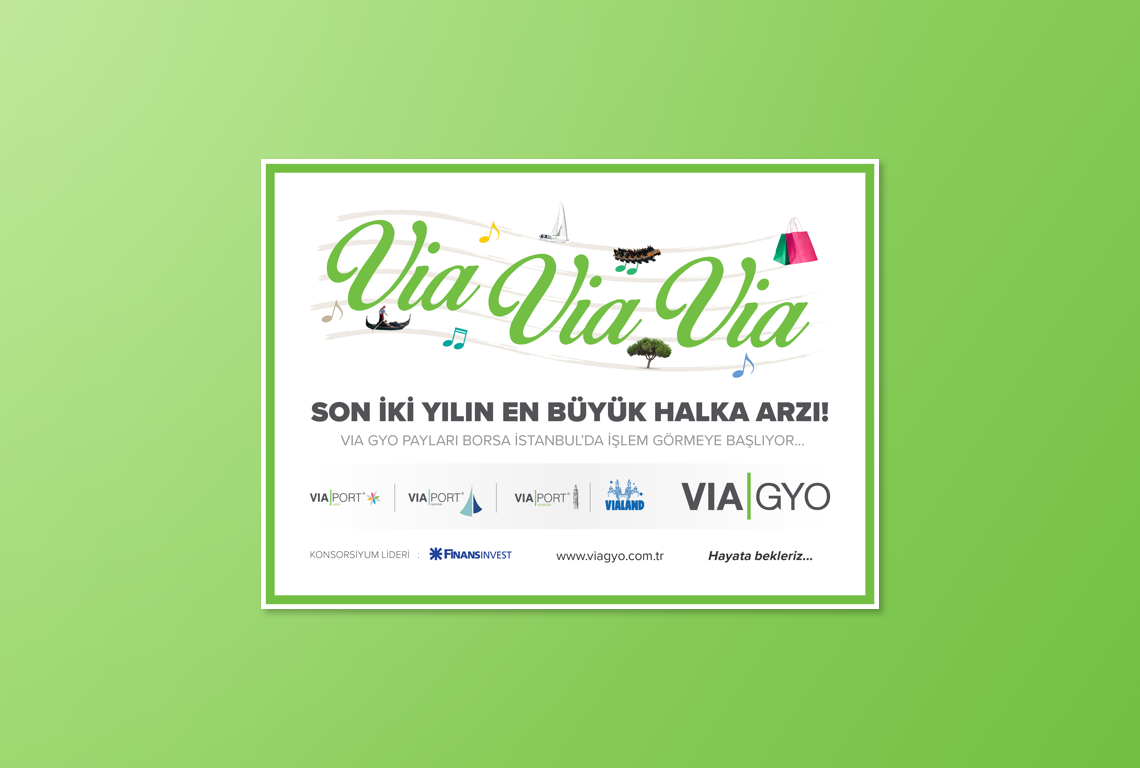 Via Via Via
SON İKİ YILIN EN BÜYÜK HALKA ARZI!
VIA GYO PAYLARI BORSA İSTANBUL'DA İŞLEM GÖRMEYE BAŞLIYOR...
VIA|PORT® VIA|PORT® VIA|PORT® VIALAND VIA|GYO
KONSORSİYUM LİDERİ : FİNANSINVEST www.viagyo.com.tr Hayata bekleriz...